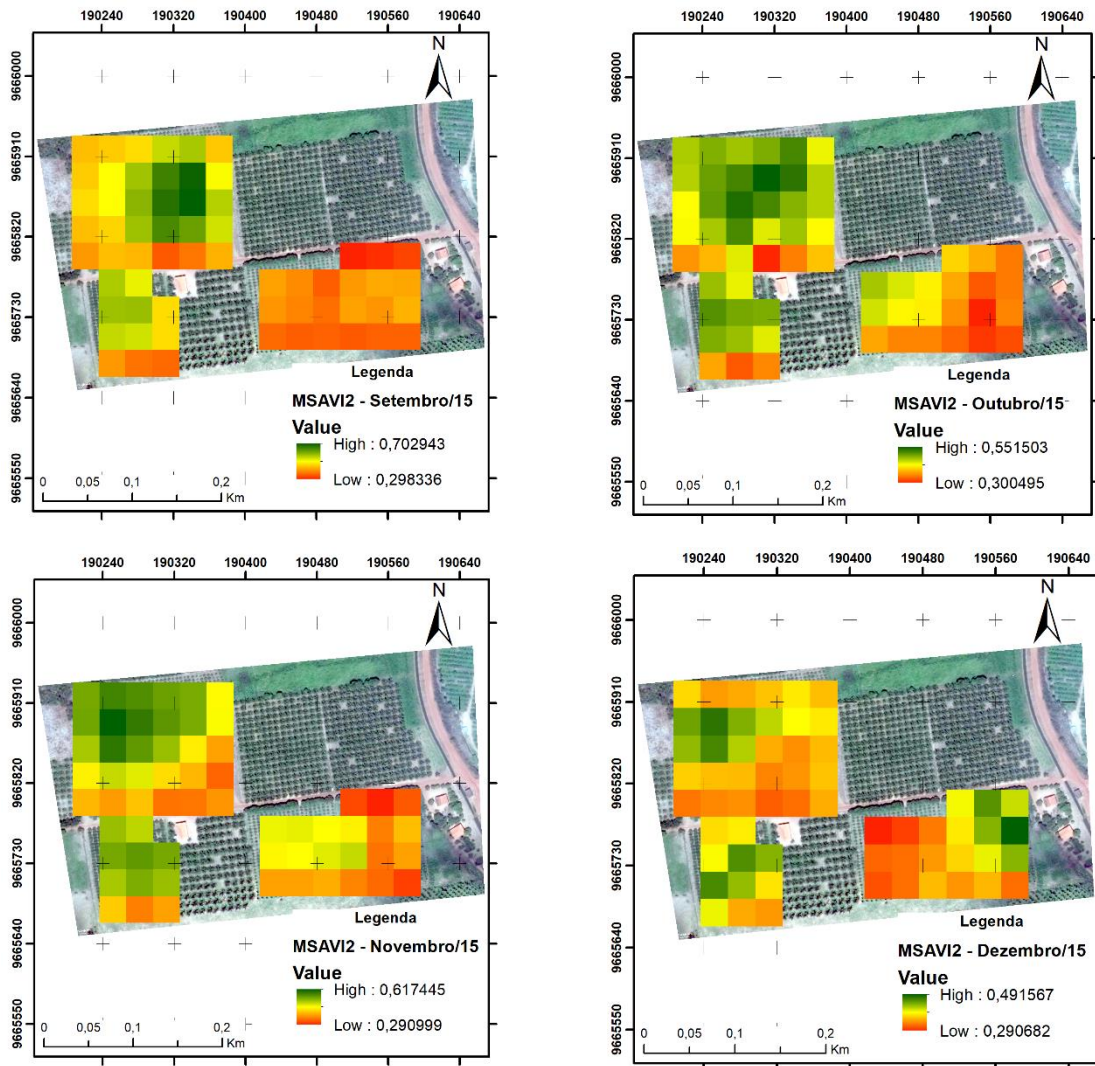 190240 190320 190400 190480 190560 190640
N
9666000
9665910
9665820
9665730
9665640
9665550
Legenda
MSAVI2 - Setembro/15
Value
High : 0,702943
Low : 0,298336
0 0,05 0,1 0,2
Km
190240 190320 190400 190480 190560 190640
N
9666000
9665910
9665820
9665730
9665640
9665550
Legenda
MSAVI2 - Outubro/15
Value
High : 0,551503
Low : 0,300495
0 0,05 0,1 0,2
Km
190240 190320 190400 190480 190560 190640
N
9666000
9665910
9665820
9665730
9665640
9665550
Legenda
MSAVI2 - Novembro/15
Value
High : 0,617445
Low : 0,290999
0 0,05 0,1 0,2
Km
190240 190320 190400 190480 190560 190640
N
9666000
9665910
9665820
9665730
9665640
9665550
Legenda
MSAVI2 - Dezembro/15
Value
High : 0,491567
Low : 0,290682
0 0,05 0,1 0,2
Km